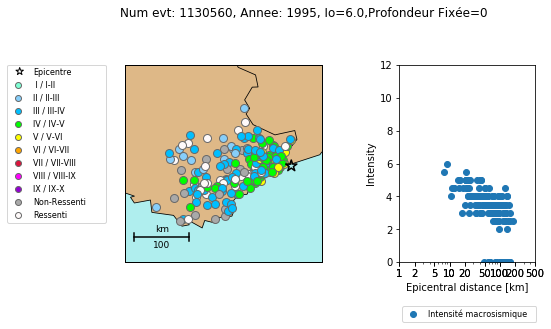 Num evt: 1130560, Annee: 1995, Io=6.0,Profondeur Fixée=0
Epicentre
I / I-II
II / II-III
III / III-IV
IV / IV-V
V / V-VI
VI / VI-VII
VII / VII-VIII
VIII / VIII-IX
IX / IX-X
Non-Ressenti
Ressenti
km
100
Intensity
12
10
8
6
4
2
0
1 2 5 10 20 50 100 200 500
Epicentral distance [km]
Intensité macrosismique